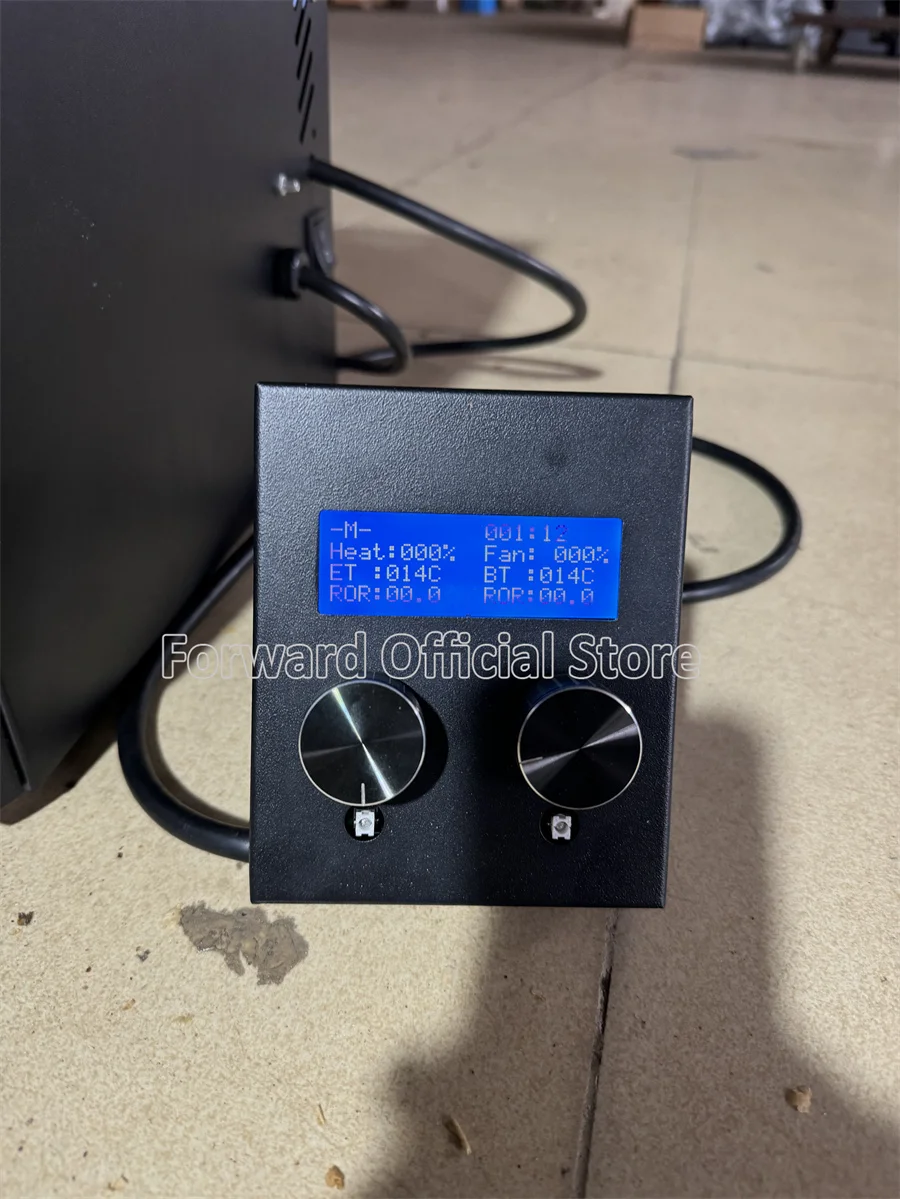 -M- 001:12
Heat:000% Fan: 000%
ET :014C BT :014C
ROR:00.0 ROR:00.0
Forward Official Store